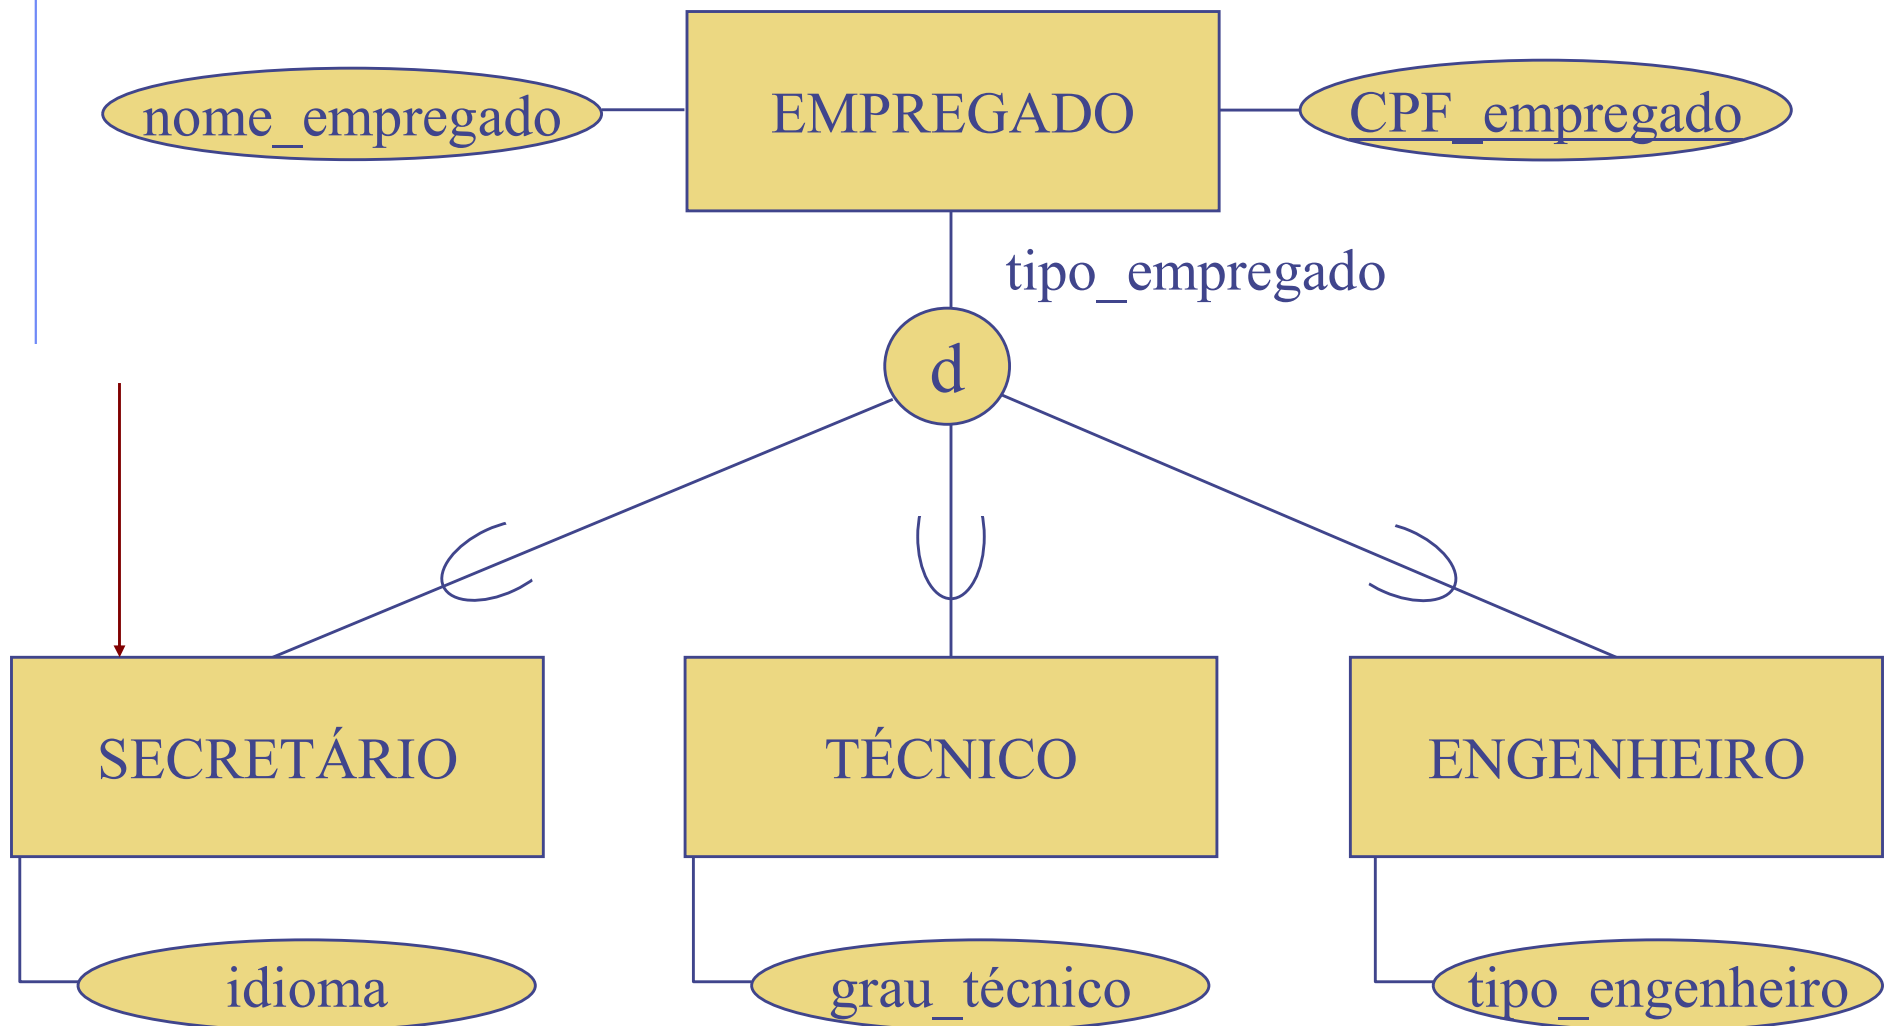 EMPREGADO
nome_empregado
CPF_empregado
tipo_empregado
d
SECRETÁRIO
TÉCNICO
ENGENHEIRO
idioma
grau_técnico
tipo_engenheiro